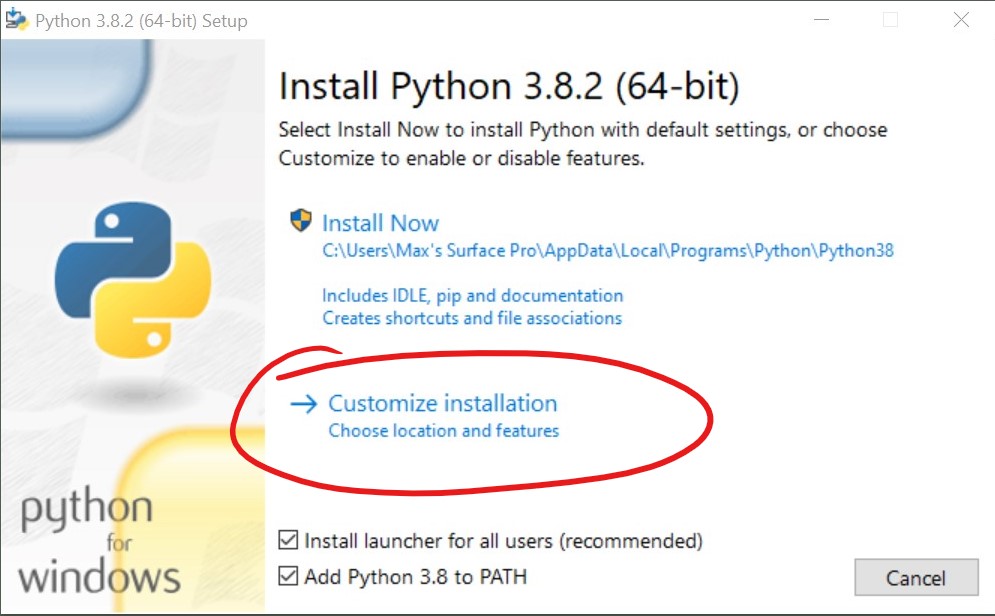 Python 3.8.2 (64-bit) Setup
Install Python 3.8.2 (64-bit)
Select Install Now to install Python with default settings, or choose
Customize to enable or disable features.
Install Now
C:\Users\Max's Surface Pro\AppData\Local\Programs\Python\Python38
Includes IDLE, pip and documentation
Creates shortcuts and file associations
Customize installation
Choose location and features
python
for
windows
Install launcher for all users (recommended)
Add Python 3.8 to PATH
Cancel